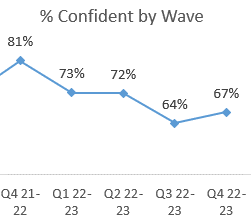 % Confident by Wave
81%
73%
72%
64%
67%
Q4 21-
22
Q1 22-
23
Q2 22-
23
Q3 22-
23
Q4 22-
23